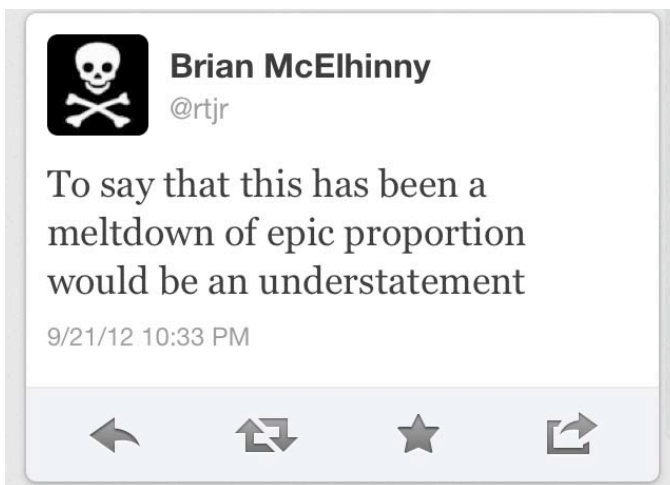 Brian McElhinny
@rtjr
To say that this has been a
meltdown of epic proportion
would be an understatement
9/21/12 10:33 PM